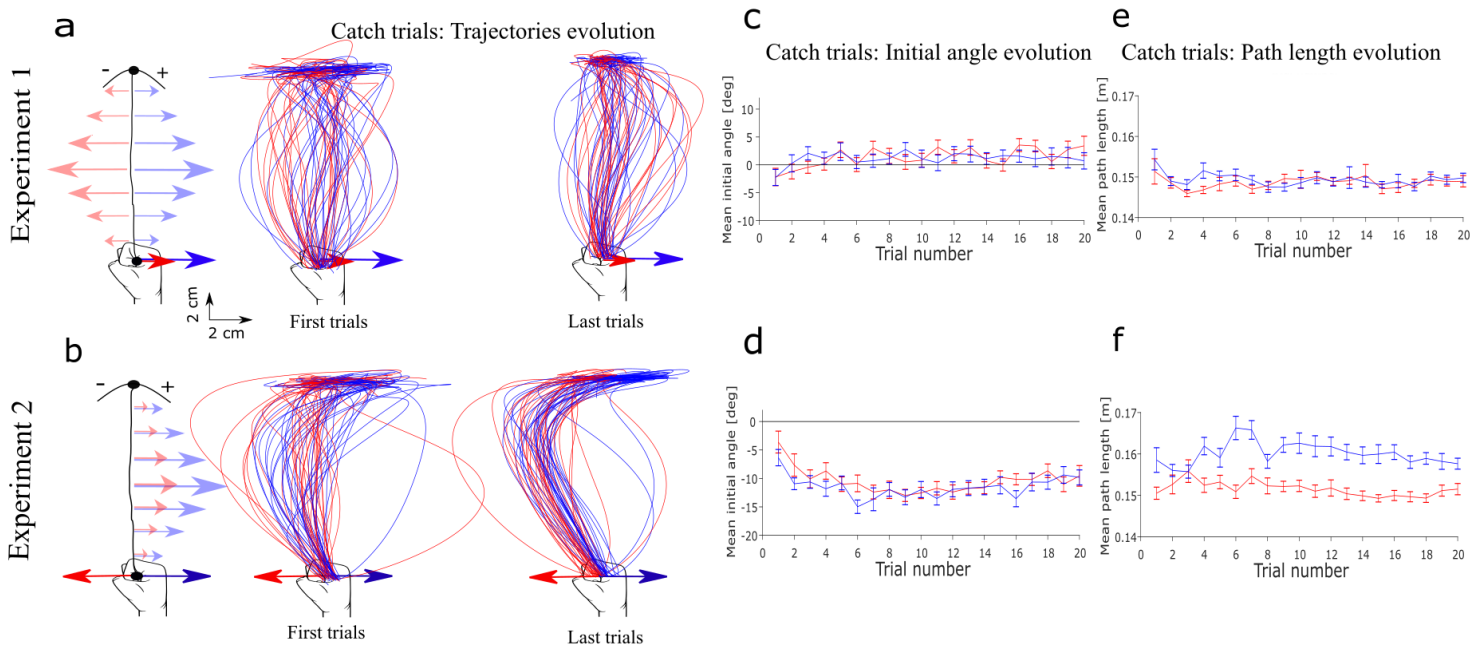 a
Catch trials: Trajectories evolution
Experiment 1
- +
2 cm
2 cm
First trials
Last trials
c
Catch trials: Initial angle evolution
Mean initial angle [deg]
10
5
0
-5
-10
0 2 4 6 8 10 12 14 16 18 20
Trial number
e
Catch trials: Path length evolution
Mean path length [m]
0.17
0.16
0.15
0.14
0 2 4 6 8 10 12 14 16 18 20
Trial number
b
Experiment 2
- +
First trials
Last trials
d
Mean initial angle [deg]
0
-5
-10
-15
-20
0 2 4 6 8 10 12 14 16 18 20
Trial number
f
Mean path length [m]
0.17
0.16
0.15
0.14
0 2 4 6 8 10 12 14 16 18 20
Trial number